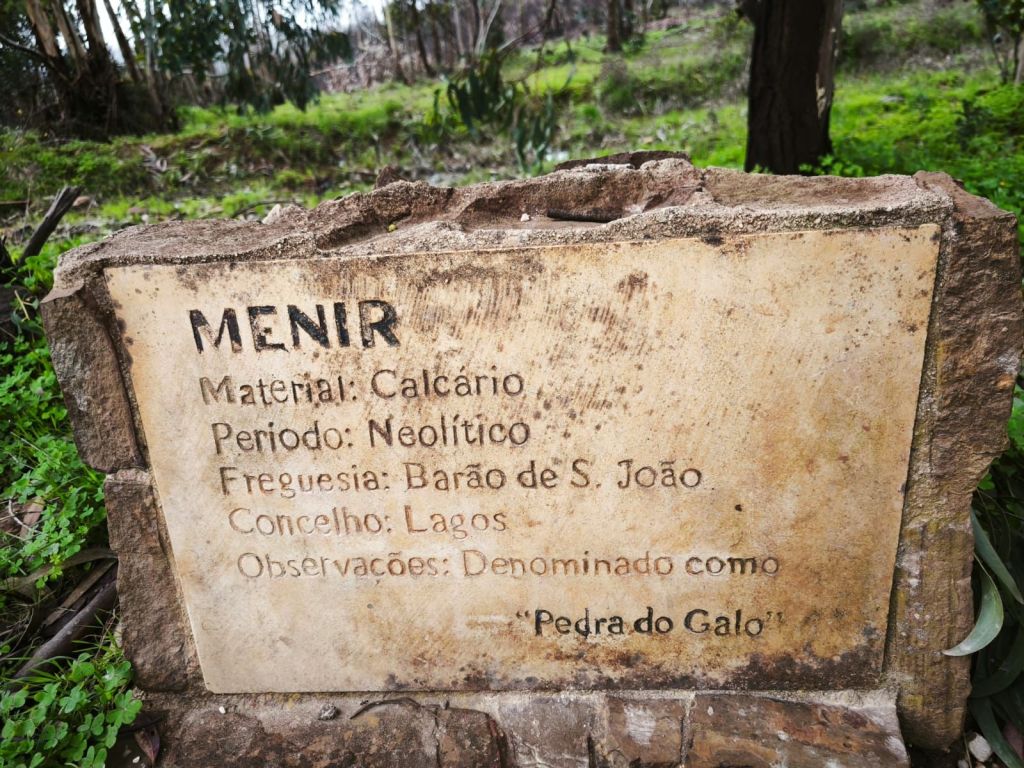 MENIR
Material: Calcário
Periodo: Neolítico
Freguesia: Barão de S. João
Concelho: Lagos
Observações: Denominado como
"Pedra do Galo"